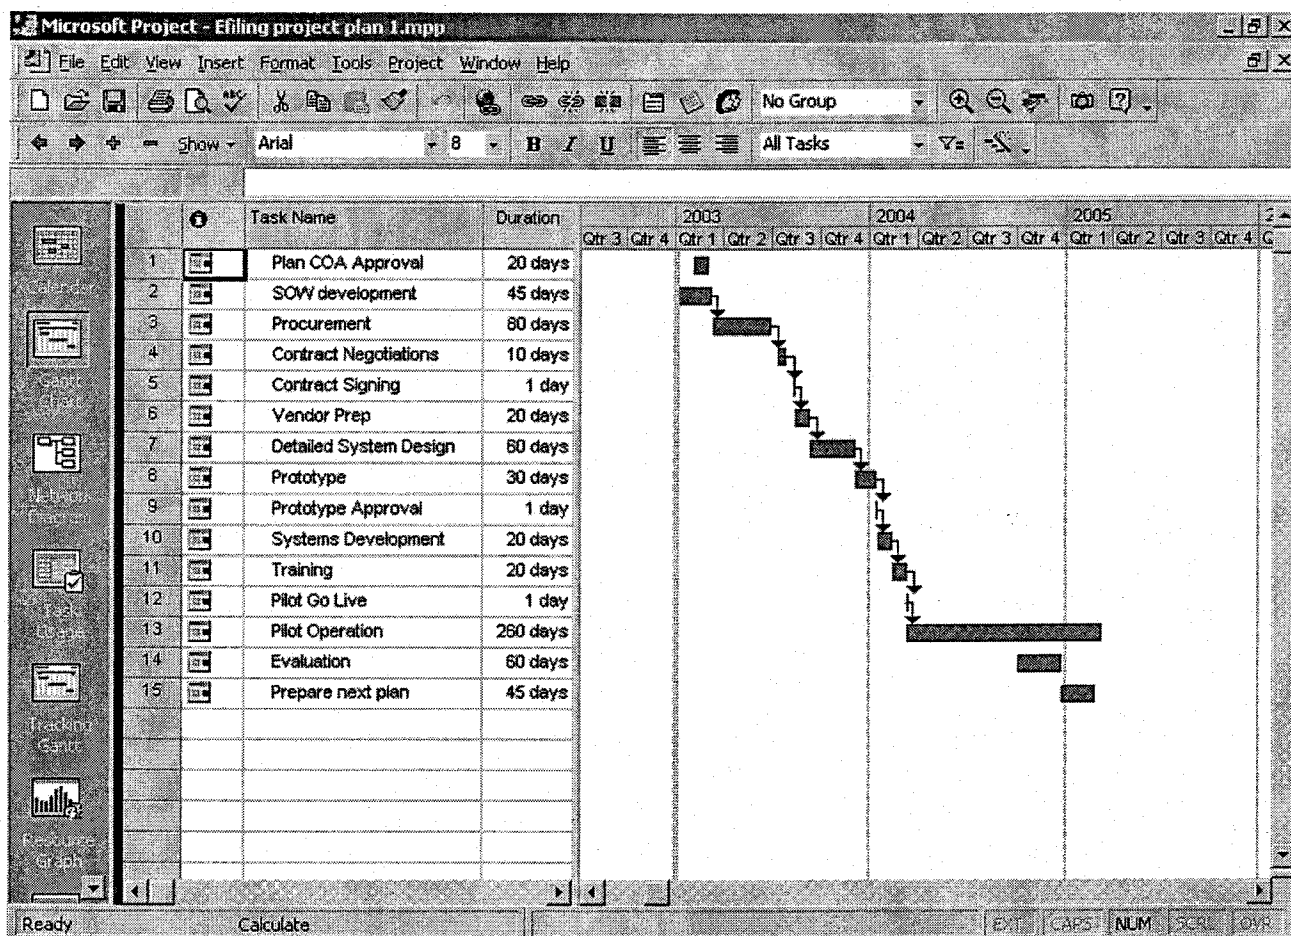 Microsoft Project - Efiling project plan 1.mpp
File Edit View Insert Format Tools Project Window Help
No Group
Show Arial 8 B I U All Tasks
Task Name Duration 2003 2004 2005
Qtr 3 Qtr 4 Qtr 1 Qtr 2 Qtr 3 Qtr 4 Qtr 1 Qtr 2 Qtr 3 Qtr 4 Qtr 1 Qtr 2 Qtr 3 Qtr 4
1 Plan COA Approval 20 days
2 SOW development 45 days
3 Procurement 80 days
4 Contract Negotiations 10 days
5 Contract Signing 1 day
6 Vendor Prep 20 days
7 Detailed System Design 60 days
8 Prototype 30 days
9 Prototype Approval 1 day
10 Systems Development 20 days
11 Training 20 days
12 Pilot Go Live 1 day
13 Pilot Operation 260 days
14 Evaluation 60 days
15 Prepare next plan 45 days
Calendar
Gantt
Chart
Network
Diagram
Task
Usage
Tracking
Gantt
Resource
Graph
Ready Calculate EXT CAPS NUM SCRL OVR